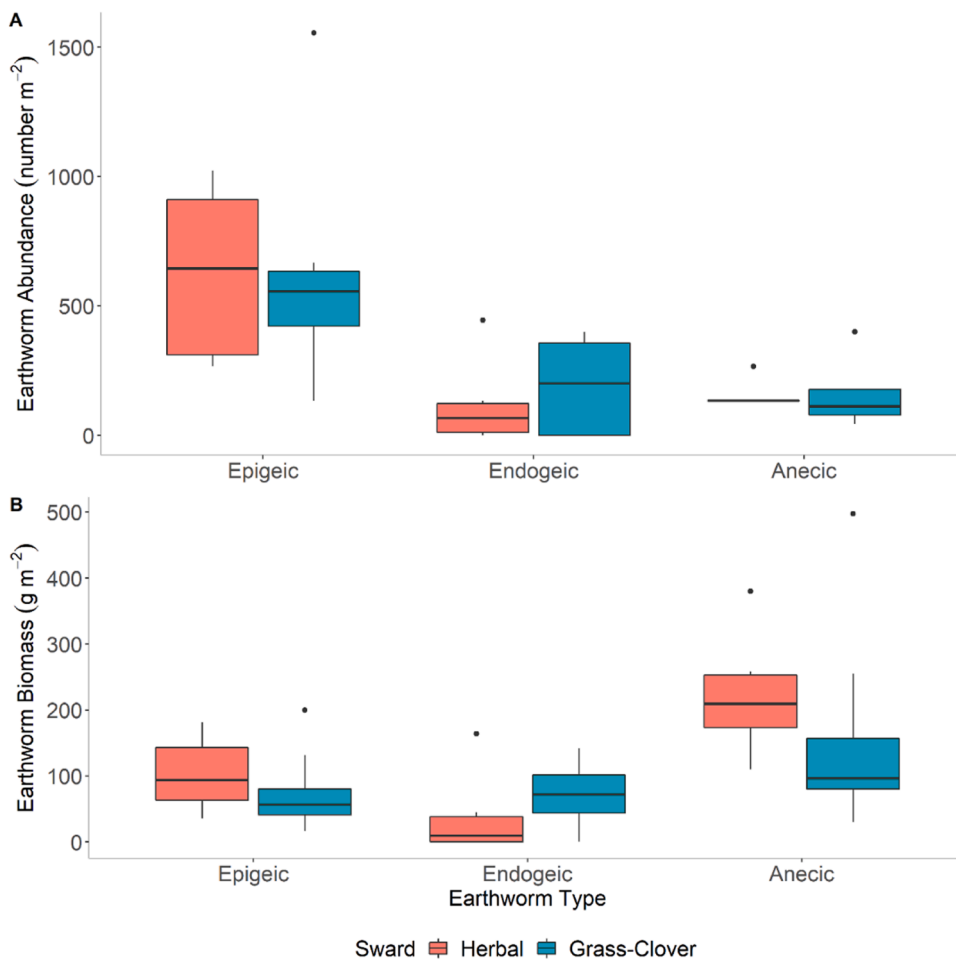 A
Earthworm Abundance (number m⁻²)
1500
1000
500
0
Epigeic Endogeic Anecic
B
Earthworm Biomass (g m⁻²)
500
400
300
200
100
0
Epigeic Endogeic Anecic
Earthworm Type
Sward Herbal Grass-Clover